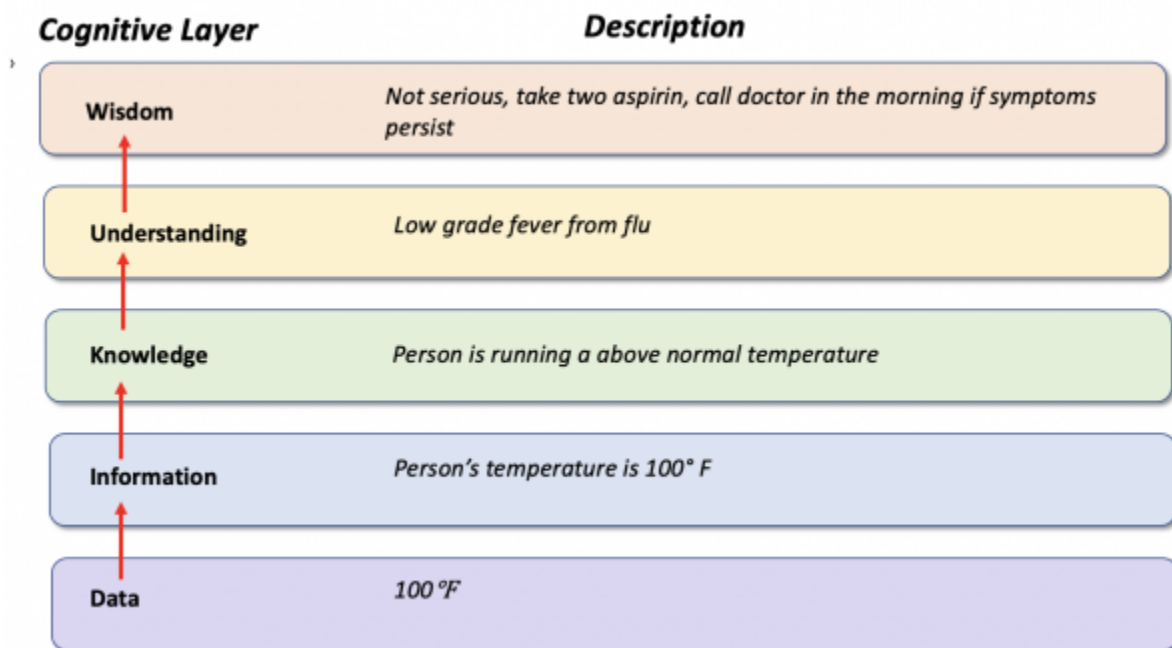 Cognitive Layer
Description
Wisdom
Not serious, take two aspirin, call doctor in the morning if symptoms
persist
Understanding
Low grade fever from flu
Knowledge
Person is running a above normal temperature
Information
Person's temperature is 100° F
Data
100℉